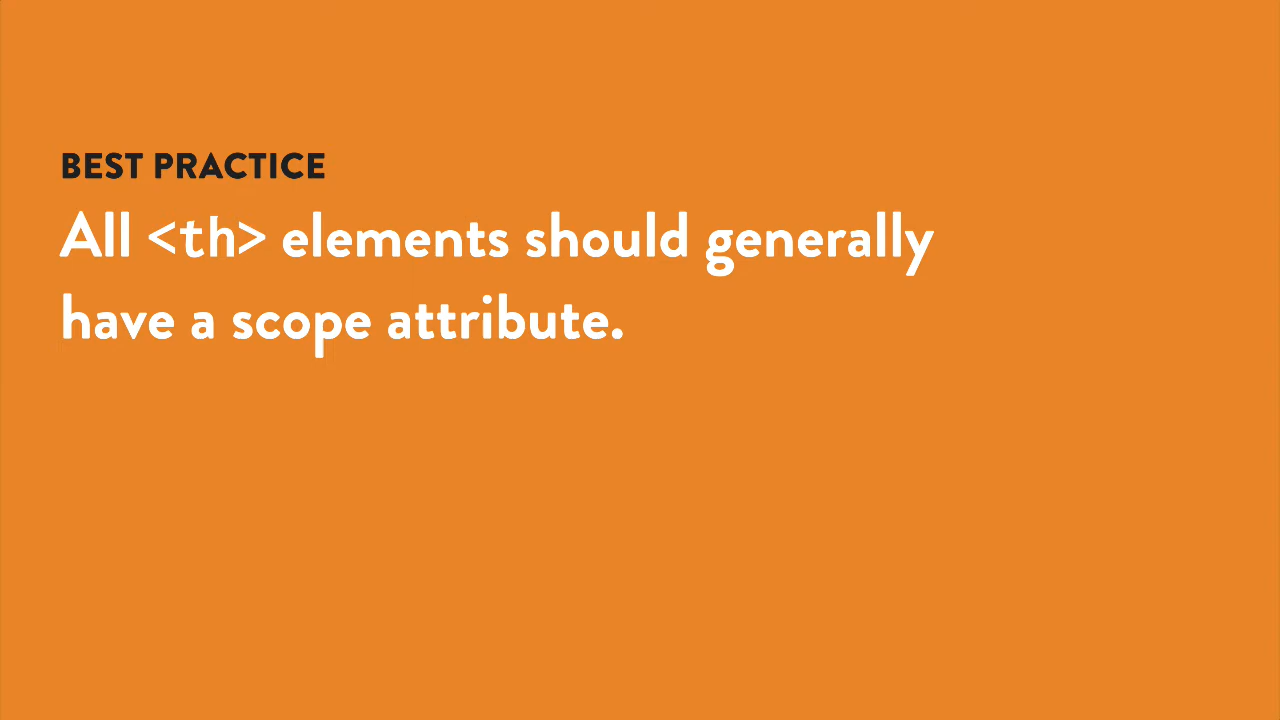 BEST PRACTICE
All <th> elements should generally
have a scope attribute.